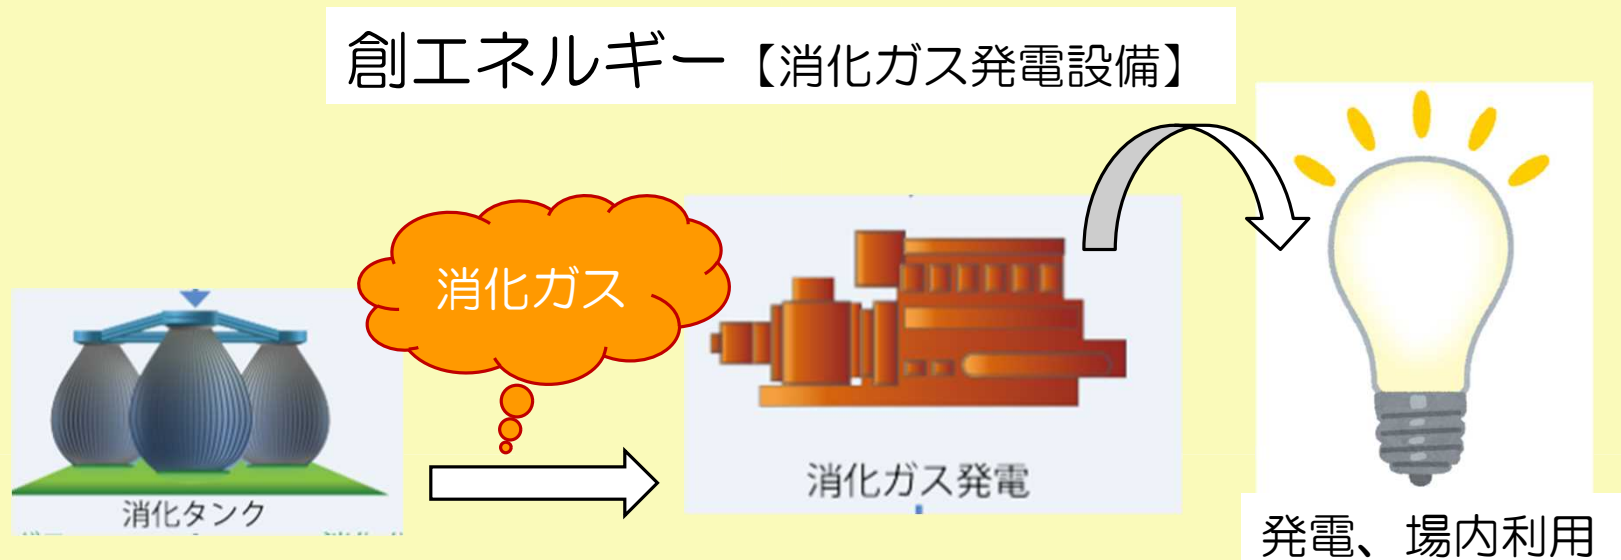 創エネルギー【消化ガス発電設備】
消化ガス
消化タンク
消化ガス発電
発電、場内利用